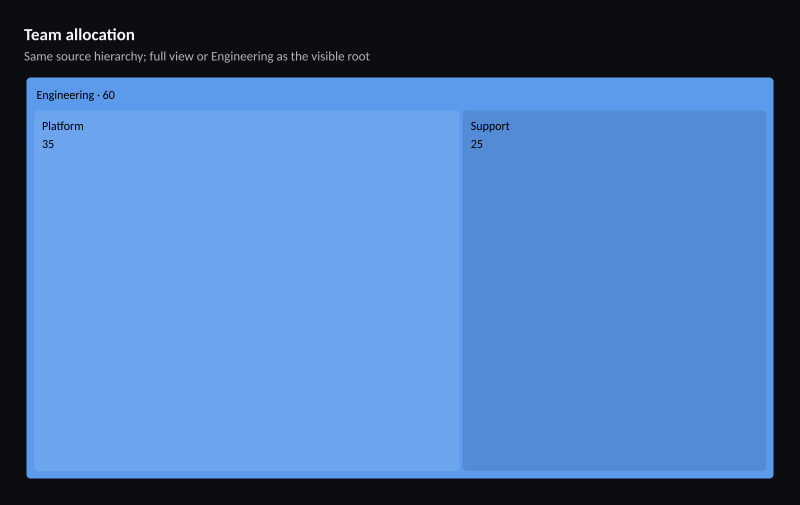 Team allocation
Same source hierarchy; full view or Engineering as the visible root
Engineering · 60
Platform
35
Support
25